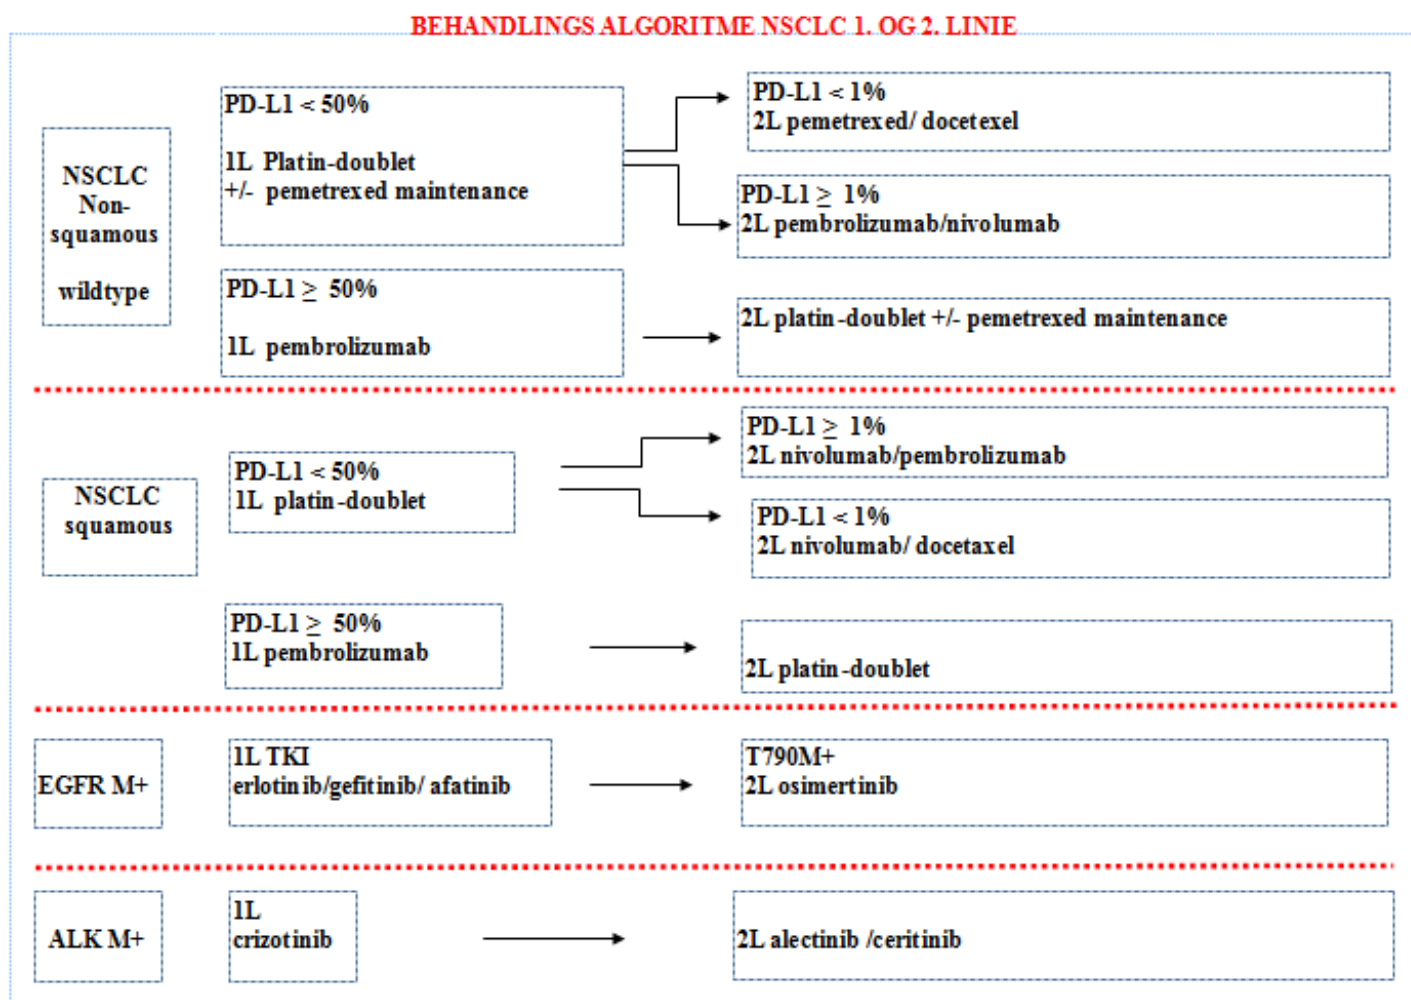 BEHANDLINGS ALGORITME NSCLC 1. OG 2. LINIE
NSCLC
Non-
squamous
wildtype
PD-L1 < 50%
1L Platin-doublet
+/- pemetrexed maintenance
PD-L1 < 1%
2L pemetrexed/ docetexel
PD-L1 ≥ 1%
2L pembrolizumab/nivolumab
PD-L1 ≥ 50%
1L pembrolizumab
2L platin-doublet +/- pemetrexed maintenance
NSCLC
squamous
PD-L1 < 50%
1L platin-doublet
PD-L1 ≥ 1%
2L nivolumab/pembrolizumab
PD-L1 < 1%
2L nivolumab/ docetaxel
PD-L1 ≥ 50%
1L pembrolizumab
2L platin-doublet
EGFR M+
1L TKI
erlotinib/gefitinib/ afatinib
T790M+
2L osimertinib
ALK M+
1L
crizotinib
2L alectinib /ceritinib